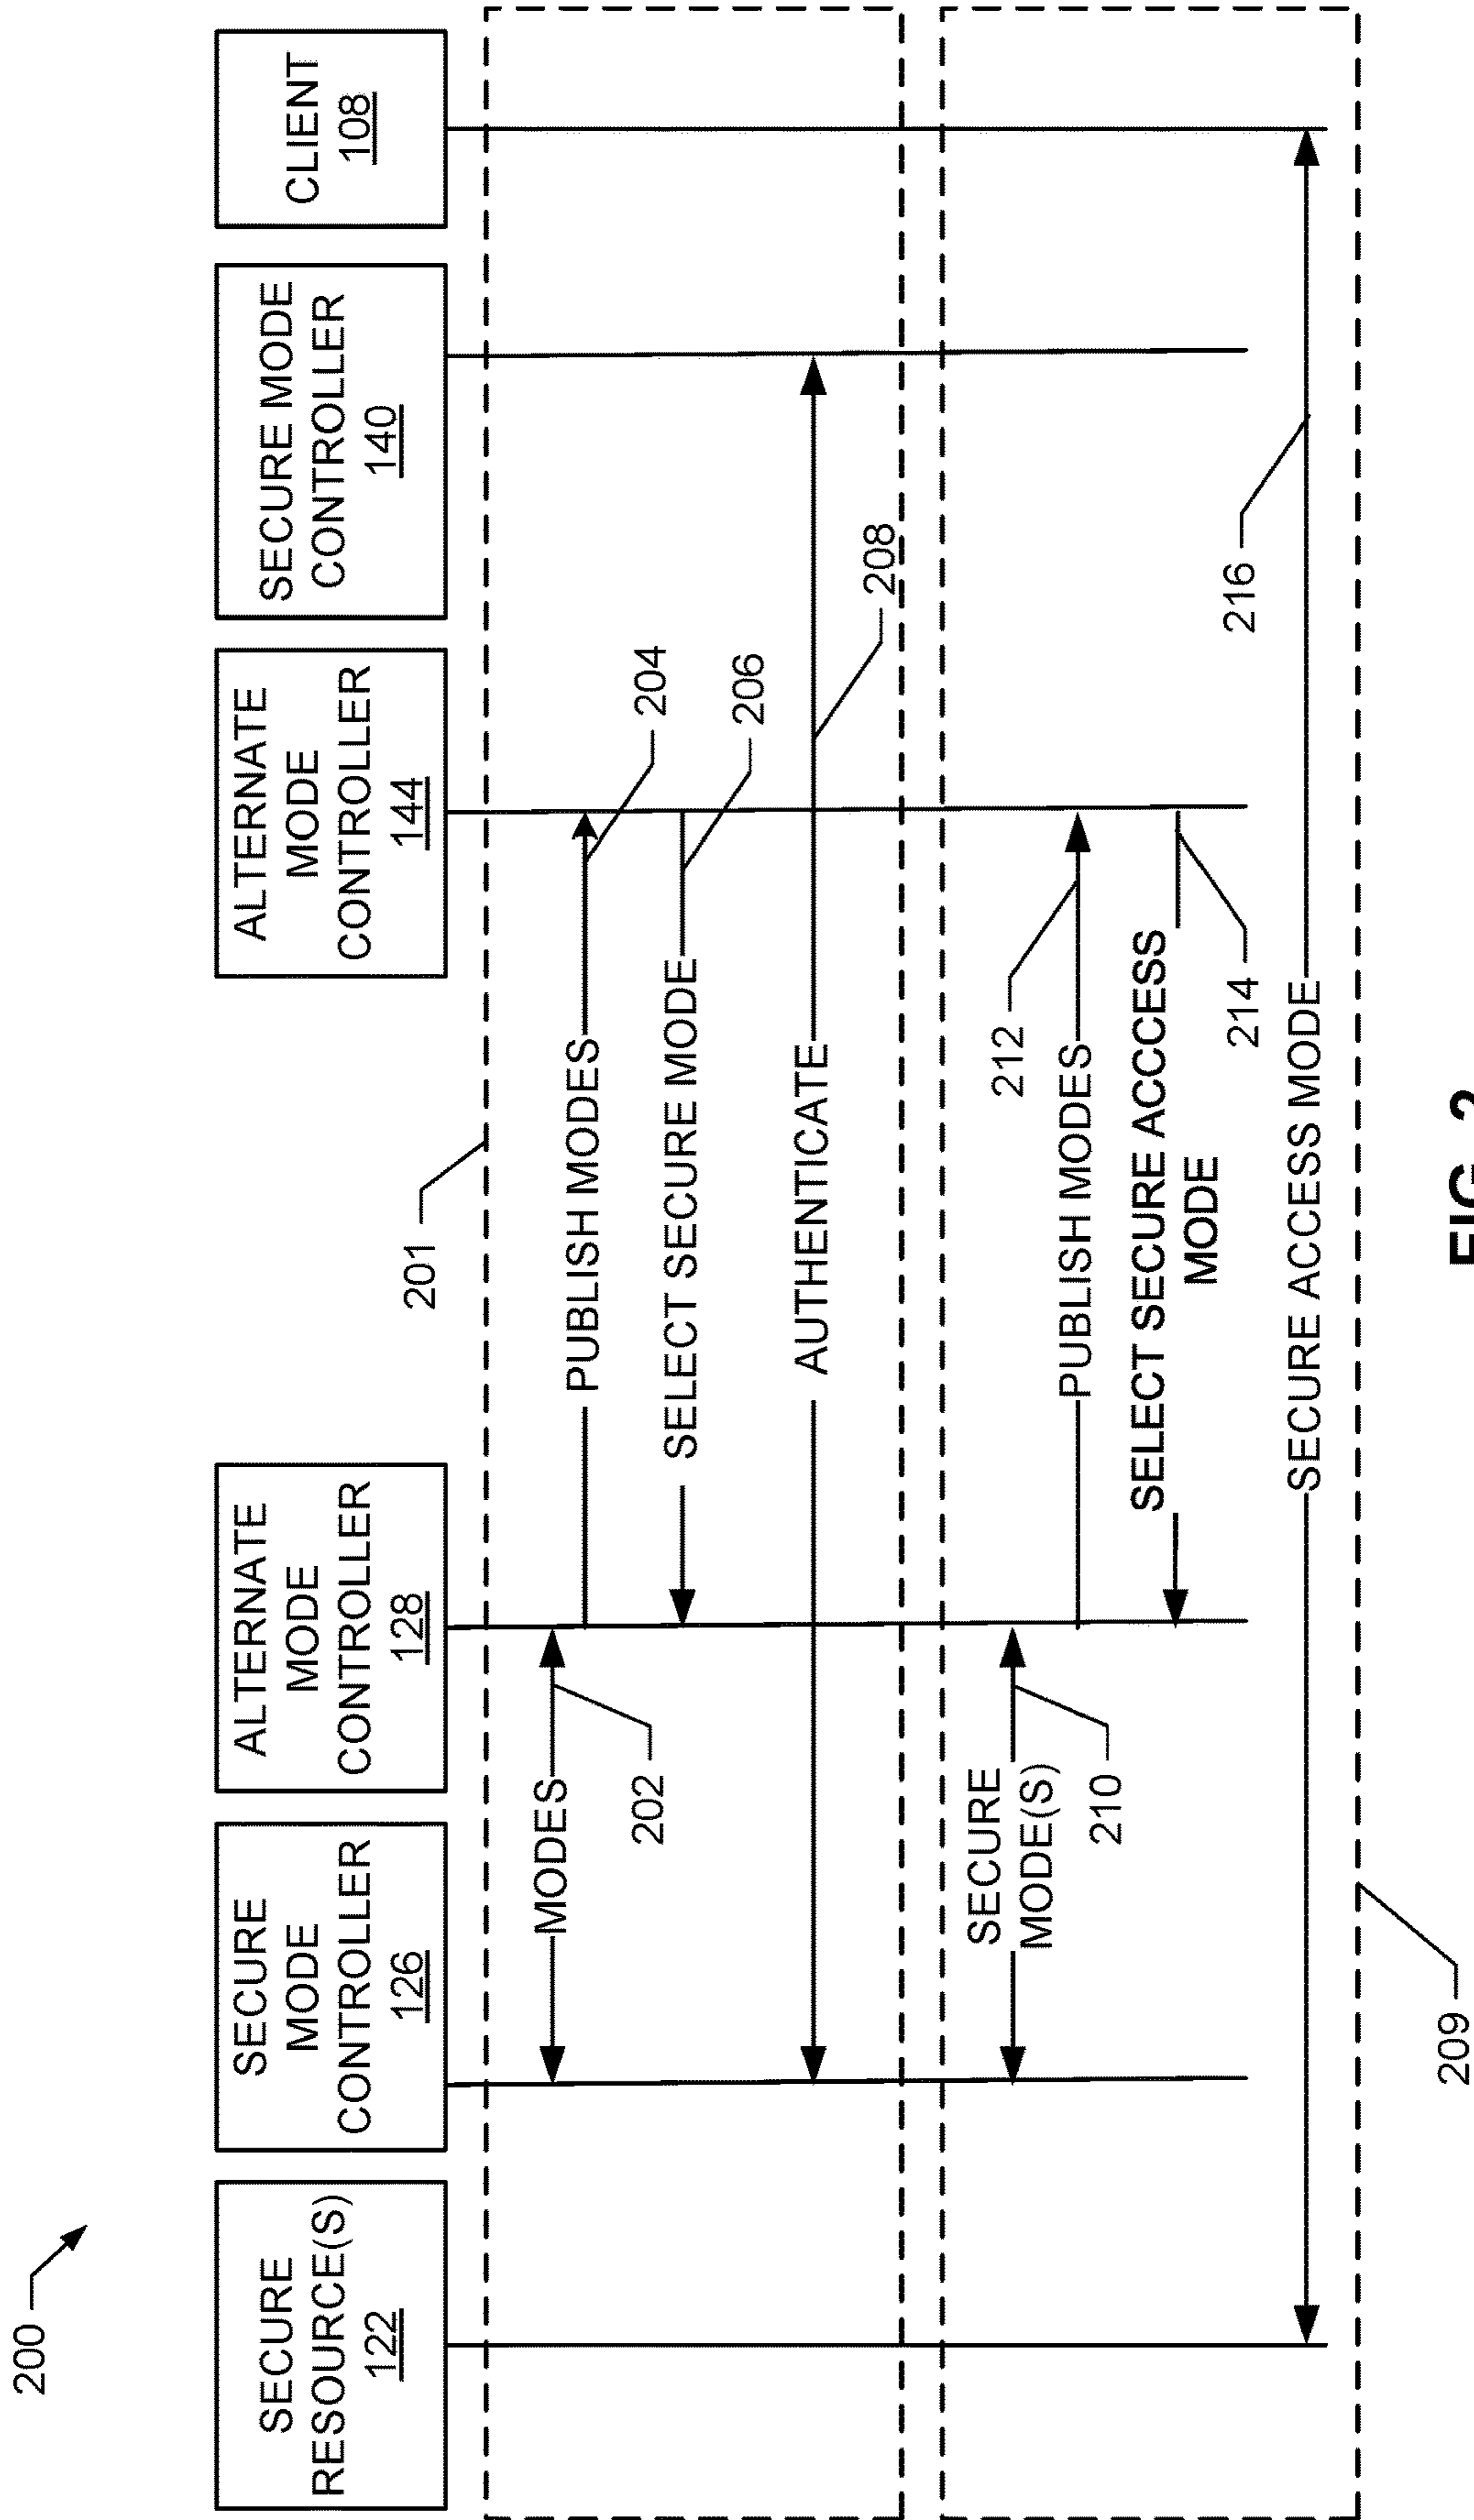 200
SECURE
RESOURCE(S)
122
SECURE
MODE
CONTROLLER
126
ALTERNATE
MODE
CONTROLLER
128
ALTERNATE
MODE
CONTROLLER
144
SECURE MODE
CONTROLLER
140
CLIENT
108
201
MODES
202
PUBLISH MODES
204
SELECT SECURE MODE
206
AUTHENTICATE
208
SECURE
MODE(S)
210
212
PUBLISH MODES
SELECT SECURE ACCCESS
MODE
214
216
SECURE ACCESS MODE
209
FIG. 2